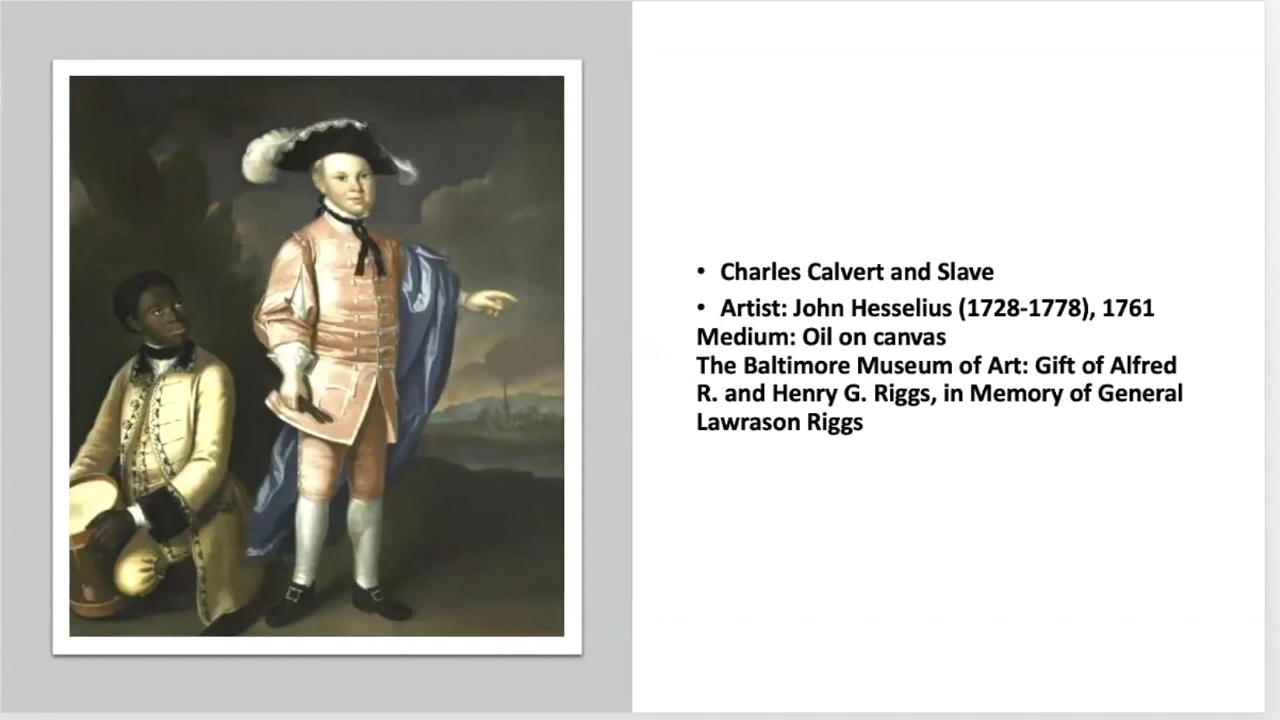 • Charles Calvert and Slave
• Artist: John Hesselius (1728-1778), 1761
Medium: Oil on canvas
The Baltimore Museum of Art: Gift of Alfred
R. and Henry G. Riggs, in Memory of General
Lawrason Riggs